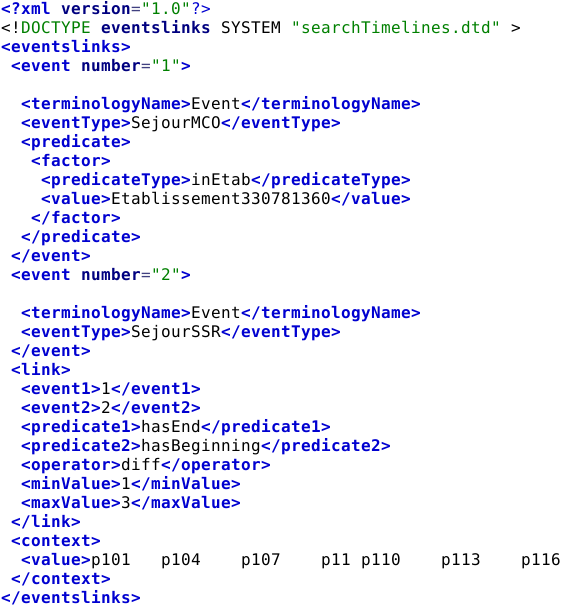 <?xml version="1.0"?>
<!DOCTYPE eventslinks SYSTEM "searchTimelines.dtd" >
<eventslinks>
<event number="1">
<terminologyName>Event</terminologyName>
<eventType>SejourMCO</eventType>
<predicate>
<factor>
<predicateType>inEtab</predicateType>
<value>Etablissement330781360</value>
</factor>
</predicate>
</event>
<event number="2">
<terminologyName>Event</terminologyName>
<eventType>SejourSSR</eventType>
</event>
<link>
<event1>1</event1>
<event2>2</event2>
<predicate1>hasEnd</predicate1>
<predicate2>hasBeginning</predicate2>
<operator>diff</operator>
<minValue>1</minValue>
<maxValue>3</maxValue>
</link>
<context>
<value>p101 p104 p107 p11 p110 p113 p116
</context>
</eventslinks>